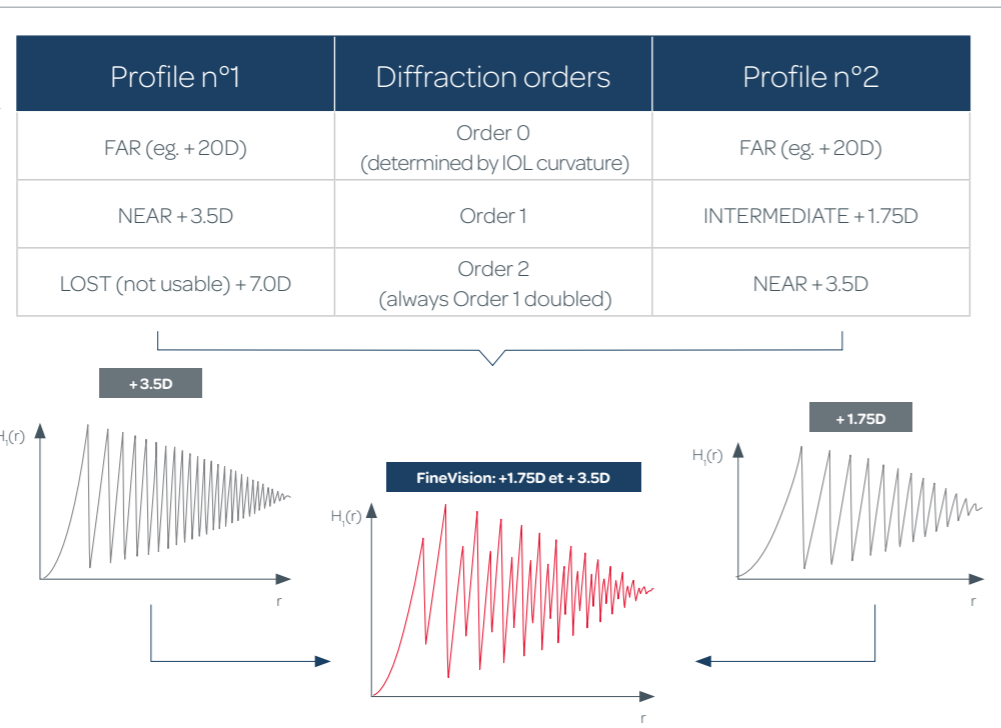 Profile n°1
Diffraction orders
Profile n°2
FAR (eg. +20D)
Order 0
(determined by IOL curvature)
FAR (eg. +20D)
NEAR +3.5D
Order 1
INTERMEDIATE +1.75D
LOST (not usable) +7.0D
Order 2
(always Order 1 doubled)
NEAR +3.5D
+3.5D
+1.75D
H₁(r)
H₁(r)
FineVision: +1.75D et +3.5D
H₁(r)
r
r
r